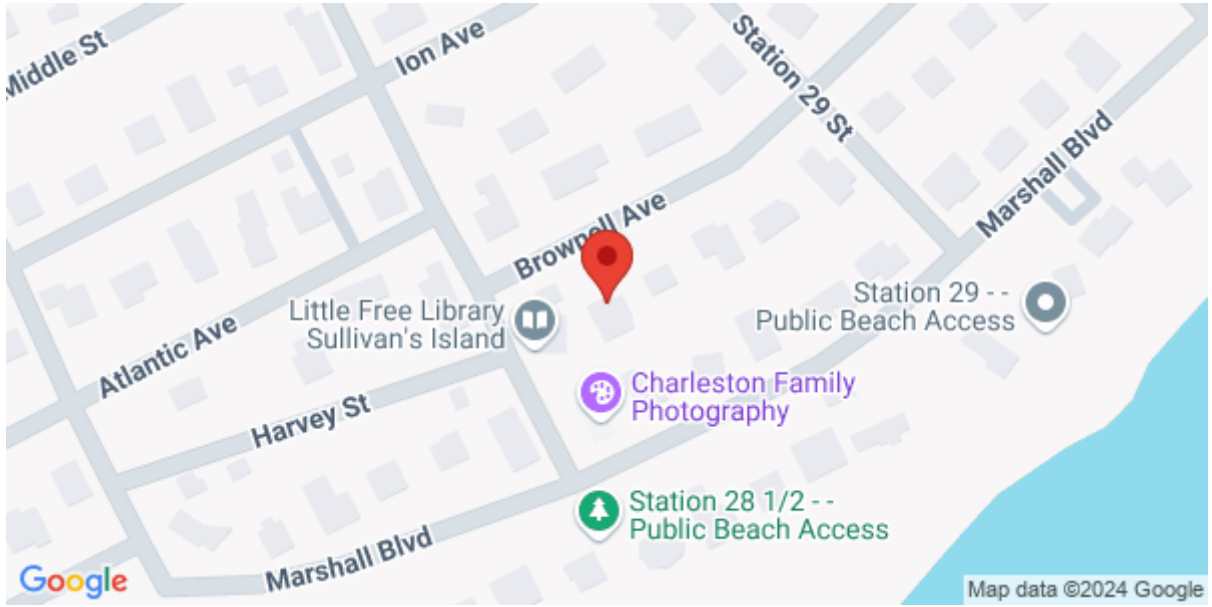 Middle St
Ion Ave
Station 29 St
Marshall Blvd
Brownell Ave
Little Free Library
Sullivan's Island
Station 29 - -
Public Beach Access
Atlantic Ave
Charleston Family
Photography
Harvey St
Station 28 1/2 - -
Public Beach Access
Marshall Blvd
Google
Map data ©2024 Google